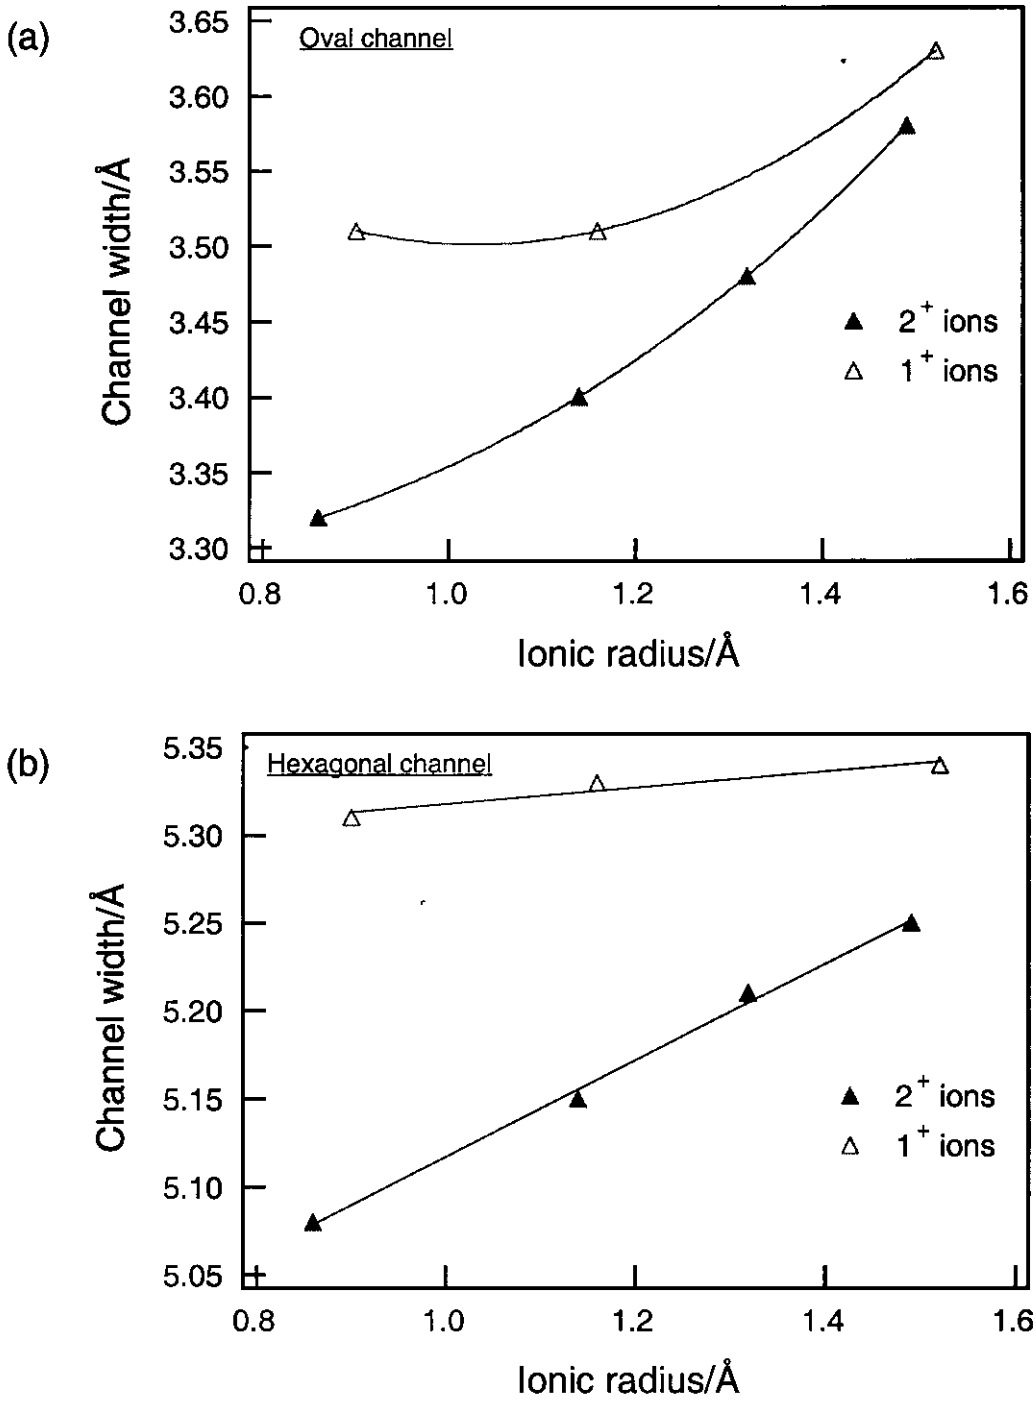 (a)
Oval channel
3.65
3.60
3.55
3.50
3.45
3.40
3.35
3.30
Channel width/Å
2+ ions
1+ ions
0.8 1.0 1.2 1.4 1.6
Ionic radius/Å
(b)
Hexagonal channel
5.35
5.30
5.25
5.20
5.15
5.10
5.05
Channel width/Å
2+ ions
1+ ions
0.8 1.0 1.2 1.4 1.6
Ionic radius/Å